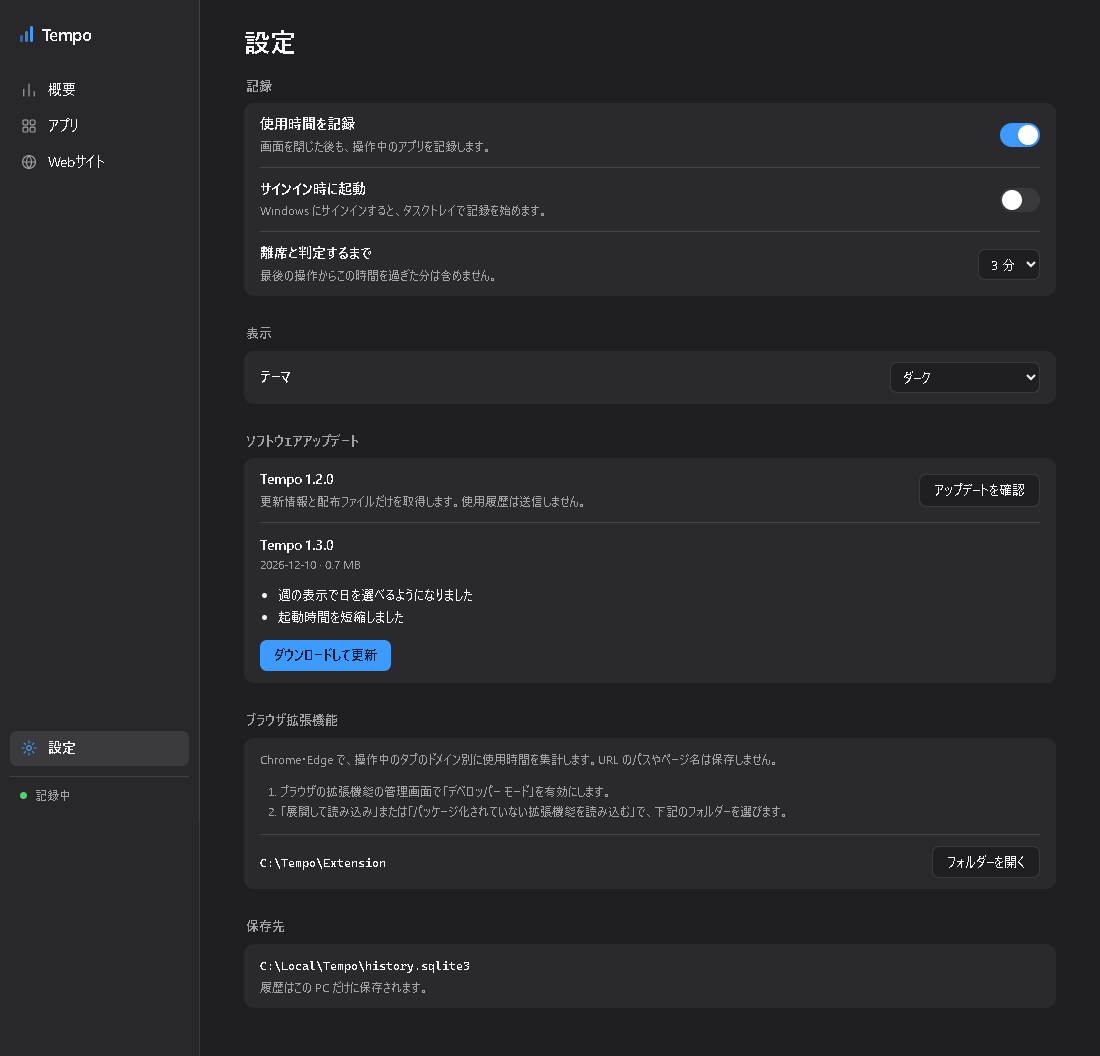 Tempo
概要
アプリ
Webサイト
設定
記録中
設定
記録
使用時間を記録
画面を閉じた後も、操作中のアプリを記録します。
サインイン時に起動
Windows にサインインすると、タスクトレイで記録を始めます。
離席と判定するまで
最後の操作からこの時間を過ぎた分は含めません。
3 分
表示
テーマ
ダーク
ソフトウェアアップデート
Tempo 1.2.0
更新情報と配布ファイルだけを取得します。使用履歴は送信しません。
アップデートを確認
Tempo 1.3.0
2026-12-10 · 0.7 MB
• 週の表示で日を選べるようになりました
• 起動時間を短縮しました
ダウンロードして更新
ブラウザ拡張機能
Chrome・Edge で、操作中のタブのドメイン別に使用時間を集計します。URL のパスやページ名は保存しません。
1. ブラウザの拡張機能の管理画面で「デベロッパー モード」を有効にします。
2. 「展開して読み込み」または「パッケージ化されていない拡張機能を読み込む」で、下記のフォルダーを選びます。
C:\Tempo\Extension
フォルダーを開く
保存先
C:\Local\Tempo\history.sqlite3
履歴はこの PC だけに保存されます。